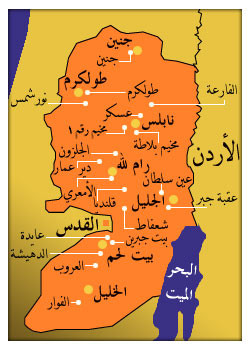 جنين
جنين
طولكرم
طولكرم
الفارعة
نورشمس
عسكر
نابلس
مخيم رقم ١
مخيم بلاطة
الأردن
الجلزون
رام لله
دير عمار
عين سلطان
الأمعري
عقبة جبر
الجليل
قلنديا
شعفاط
القدس
عايدة
بيت جبرين
الدهيشة
بيت لحم
البحر
العروب
الميت
الخليل
الفوار